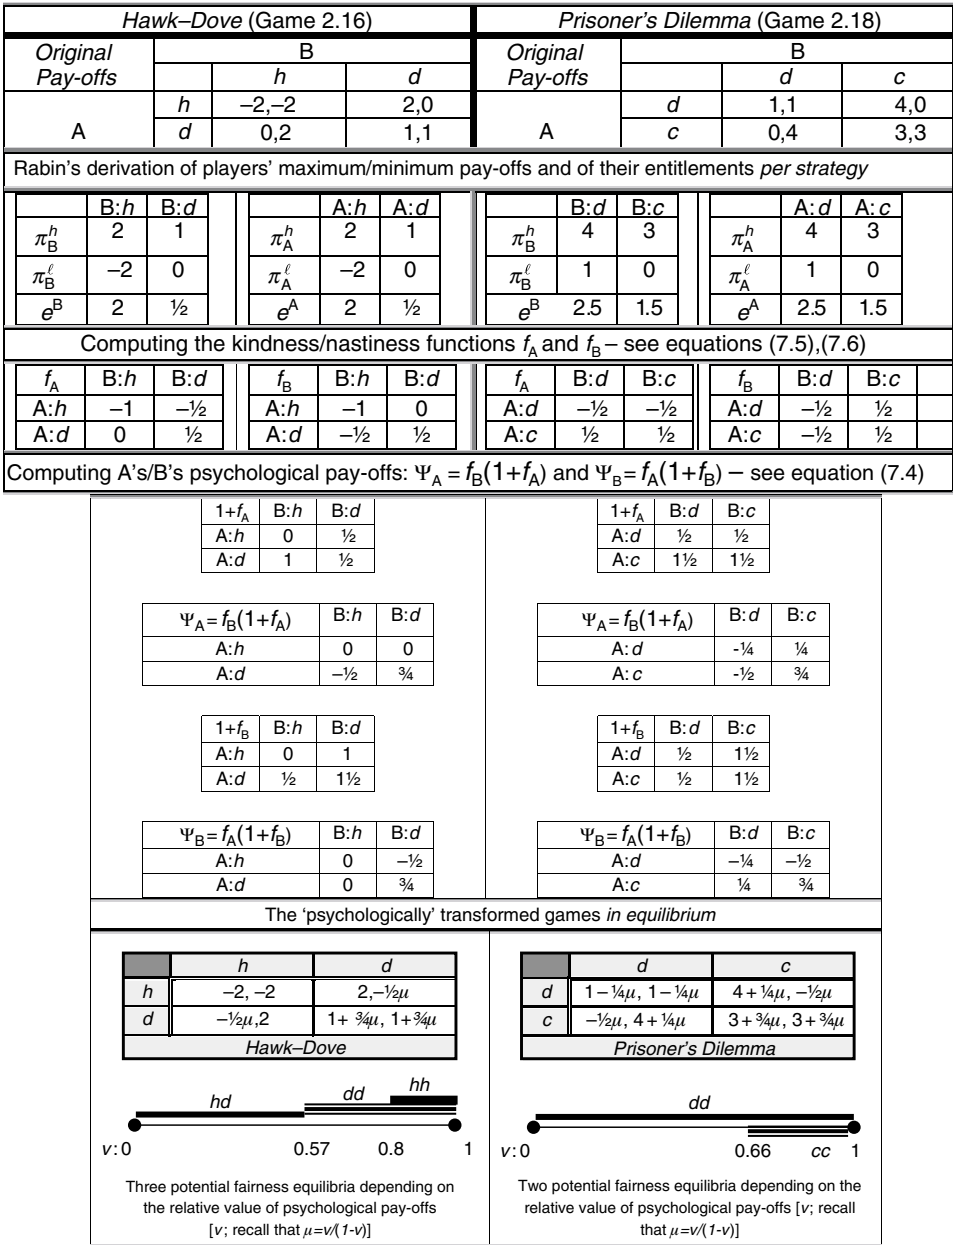 Hawk–Dove (Game 2.16) Prisoner's Dilemma (Game 2.18)
Original Pay-offs B Original Pay-offs B
h d d c
A h –2,–2 2,0 A d 1,1 4,0
d 0,2 1,1 c 0,4 3,3
Rabin's derivation of players' maximum/minimum pay-offs and of their entitlements per strategy
B:h B:d A:h A:d B:d B:c A:d A:c
π_B^h 2 1 π_A^h 2 1 π_B^h 4 3 π_A^h 4 3
π_B^ℓ –2 0 π_A^ℓ –2 0 π_B^ℓ 1 0 π_A^ℓ 1 0
e^B 2 ½ e^A 2 ½ e^B 2.5 1.5 e^A 2.5 1.5
Computing the kindness/nastiness functions f_A and f_B – see equations (7.5),(7.6)
f_A B:h B:d f_B B:h B:d f_A B:d B:c f_B B:d B:c
A:h –1 –½ A:h –1 0 A:d –½ –½ A:d –½ ½
A:d 0 ½ A:d –½ ½ A:c ½ ½ A:c –½ ½
Computing A's/B's psychological pay-offs: Ψ_A = f_B(1+f_A) and Ψ_B = f_A(1+f_B) – see equation (7.4)
1+f_A B:h B:d 1+f_A B:d B:c
A:h 0 ½ A:d ½ ½
A:d 1 ½ A:c 1½ 1½
Ψ_A=f_B(1+f_A) B:h B:d Ψ_A=f_B(1+f_A) B:d B:c
A:h 0 0 A:d -¼ ¼
A:d –½ ¾ A:c -½ ¾
1+f_B B:h B:d 1+f_B B:d B:c
A:h 0 1 A:d ½ 1½
A:d ½ 1½ A:c ½ 1½
Ψ_B=f_A(1+f_B) B:h B:d Ψ_B=f_A(1+f_B) B:d B:c
A:h 0 –½ A:d –¼ –½
A:d 0 ¾ A:c ¼ ¾
The 'psychologically' transformed games in equilibrium
h d d c
h –2, –2 2,–½μ d 1–¼μ, 1–¼μ 4+¼μ, –½μ
d –½μ,2 1+ ¾μ, 1+¾μ c –½μ, 4+¼μ 3+¾μ, 3+¾μ
Hawk–Dove Prisoner's Dilemma
hd dd hh dd
v:0 0.57 0.8 1 v:0 0.66 cc 1
Three potential fairness equilibria depending on
the relative value of psychological pay-offs
[v; recall that μ=v/(1-v)]
Two potential fairness equilibria depending on the
relative value of psychological pay-offs [v; recall
that μ=v/(1-v)]